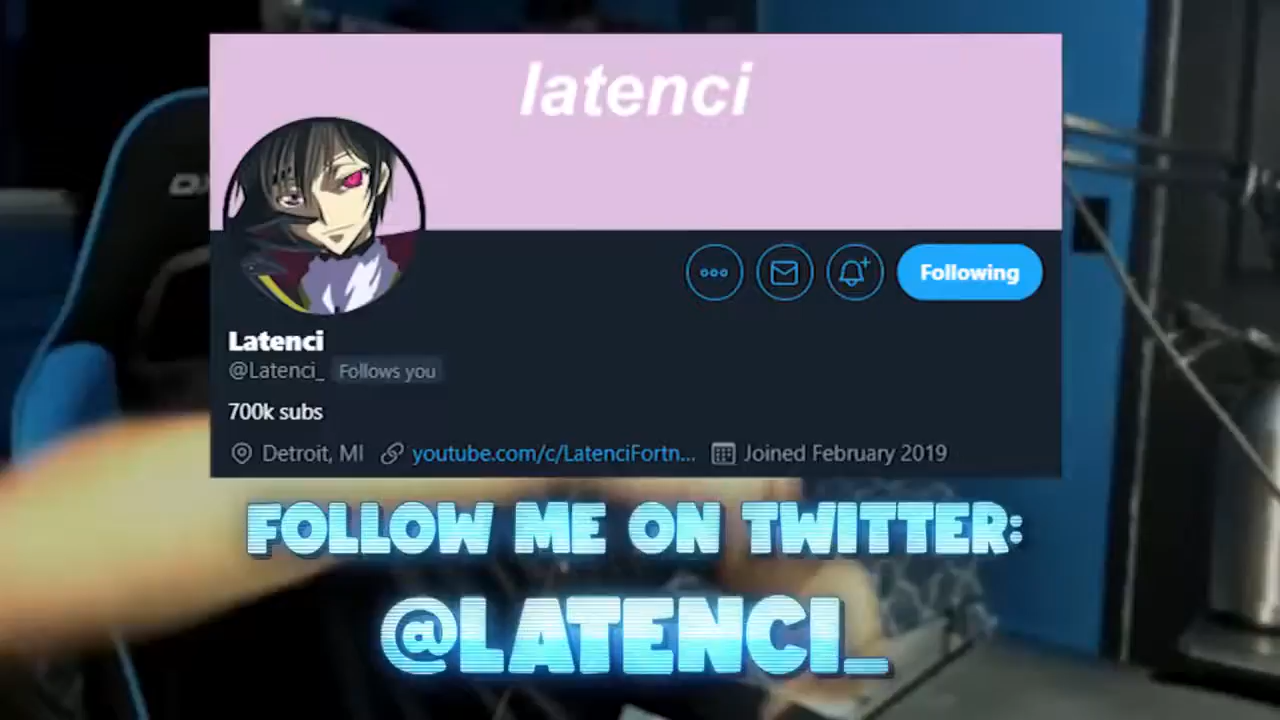 latenci
Following
Latenci
@Latenci_ Follows you
700k subs
Detroit, MI youtube.com/c/LatenciFortn... Joined February 2019
FOLLOW ME ON TWITTER:
@LATENCI_